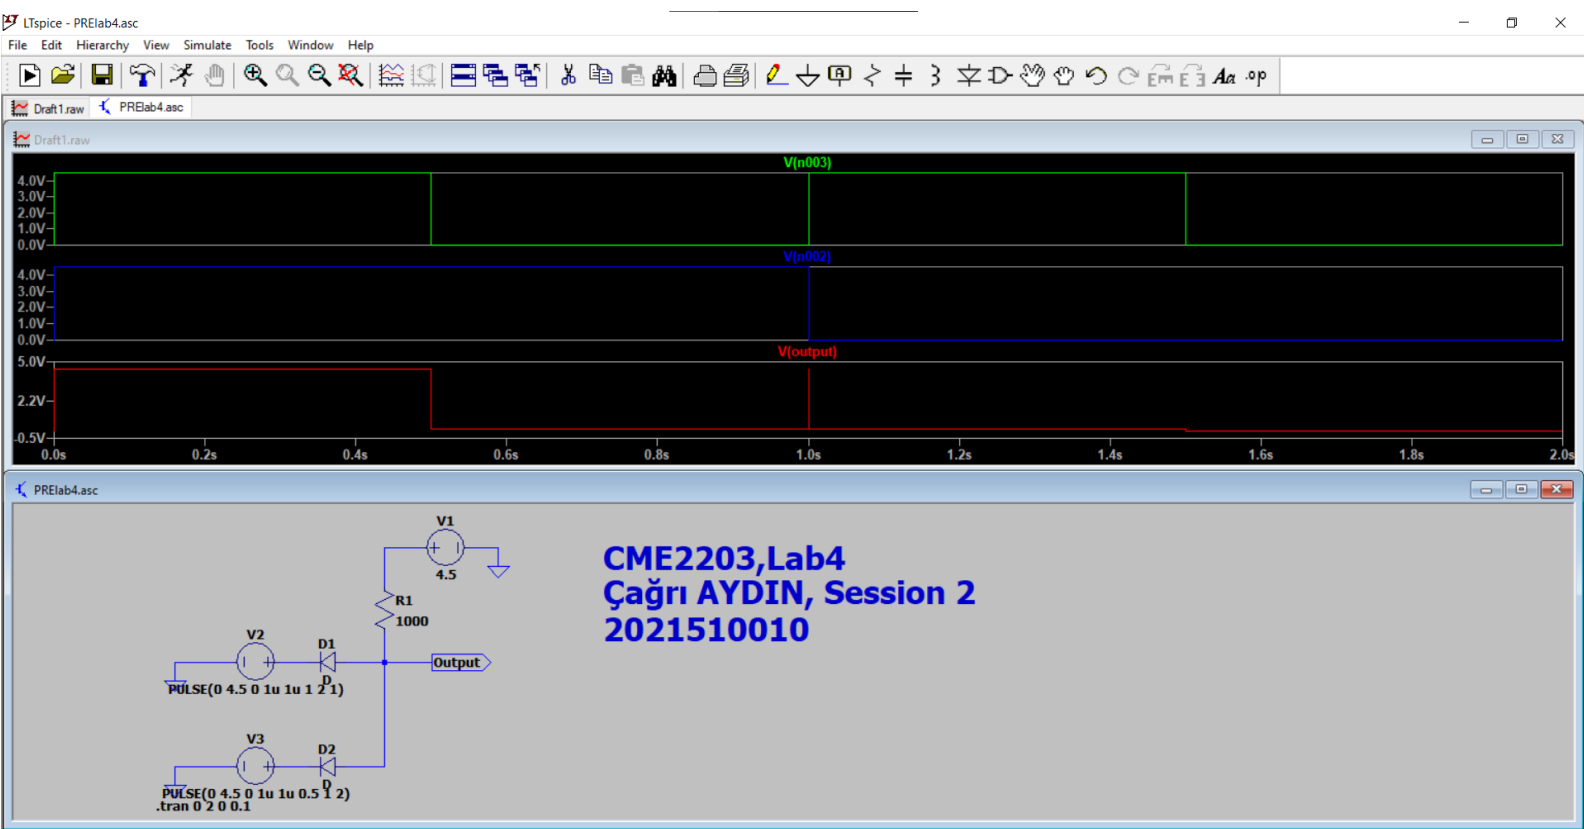 LTspice - PRElab4.asc
File Edit Hierarchy View Simulate Tools Window Help
Aa .op
Draft1.raw PRElab4.asc
Draft1.raw
V(n003)
4.0V
3.0V
2.0V
1.0V
0.0V
V(n002)
4.0V
3.0V
2.0V
1.0V
0.0V
V(output)
5.0V
2.2V
-0.5V
0.0s 0.2s 0.4s 0.6s 0.8s 1.0s 1.2s 1.4s 1.6s 1.8s 2.0s
PRElab4.asc
V1
4.5
R1
1000
V2
D1
Output
D
PULSE(0 4.5 0 1u 1u 1 2 1)
V3
D2
D
PULSE(0 4.5 0 1u 1u 0.5 1 2)
.tran 0 2 0 0.1
CME2203,Lab4
Çağrı AYDIN, Session 2
2021510010